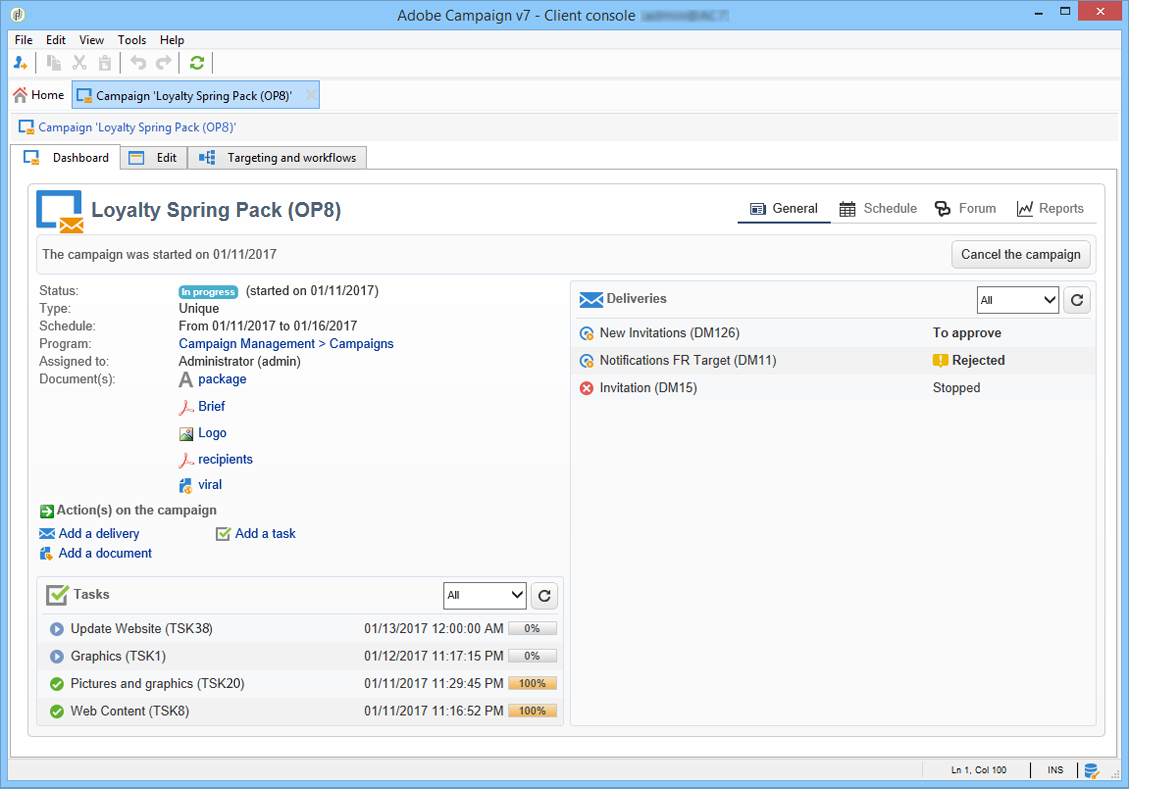 Adobe Campaign v7 - Client console
File Edit View Tools Help
Home Campaign 'Loyalty Spring Pack (OP8)'
Campaign 'Loyalty Spring Pack (OP8)'
Dashboard Edit Targeting and workflows
Loyalty Spring Pack (OP8) General Schedule Forum Reports
The campaign was started on 01/11/2017 Cancel the campaign
Status: In progress (started on 01/11/2017)
Type: Unique
Schedule: From 01/11/2017 to 01/16/2017
Program: Campaign Management > Campaigns
Assigned to: Administrator (admin)
Document(s): package
Brief
Logo
recipients
viral
Action(s) on the campaign
Add a delivery Add a task
Add a document
Tasks All
Update Website (TSK38) 01/13/2017 12:00:00 AM 0%
Graphics (TSK1) 01/12/2017 11:17:15 PM 0%
Pictures and graphics (TSK20) 01/11/2017 11:29:45 PM 100%
Web Content (TSK8) 01/11/2017 11:16:52 PM 100%
Deliveries All
New Invitations (DM126) To approve
Notifications FR Target (DM11) Rejected
Invitation (DM15) Stopped
Ln 1, Col 100 INS